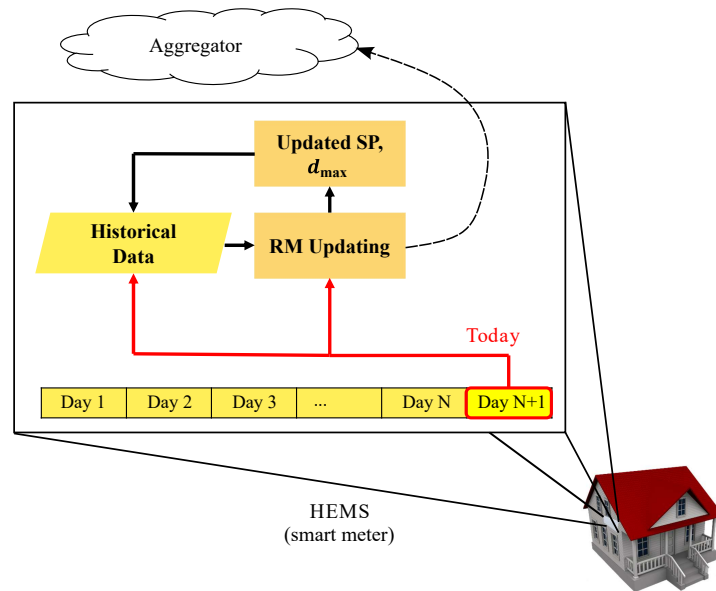 Aggregator
Updated SP,
d_max
Historical
Data
RM Updating
Today
Day 1 Day 2 Day 3 ... Day N Day N+1
HEMS
(smart meter)